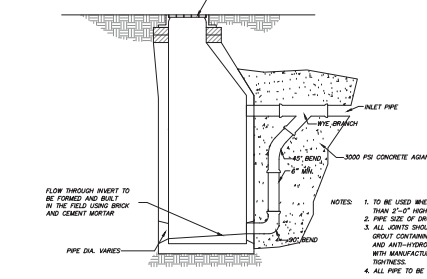 INLET PIPE
WYE BRANCH
45° BEND
6" MIN.
3000 PSI CONCRETE AGIAN
FLOW THROUGH INVERT TO
BE FORMED AND BUILT
IN THE FIELD USING BRICK
AND CEMENT MORTAR
PIPE DIA. VARIES
90° BEND
NOTES: 1. TO BE USED WHE
THAN 2'-0" HIGH
2. PIPE SIZE OF DR
3. ALL JOINTS SHOU
GROUT CONTAININ
AND ANTI-HYDRO
WITH MANUFACTU
TIGHTNESS.
4. ALL PIPE TO BE